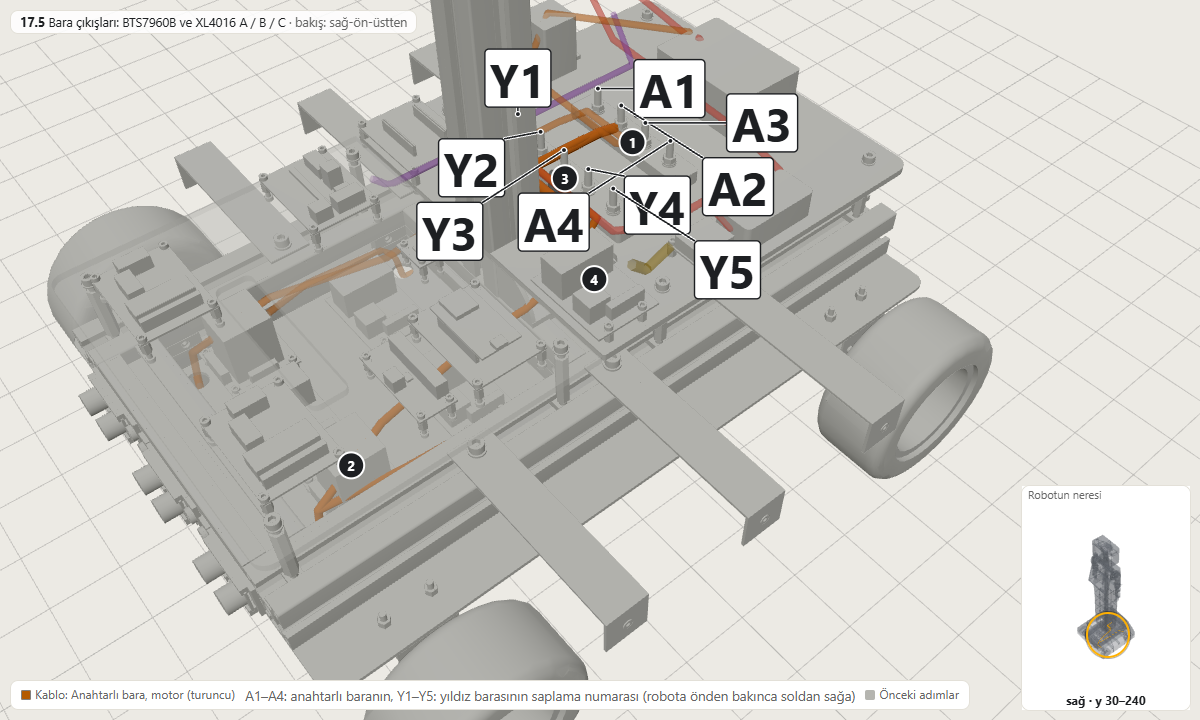 17.5 Bara çıkışları: BTS7960B ve XL4016 A / B / C · bakış: sağ-ön-üstten
Y1
A1
A3
1
Y2
3
A2
Y3
A4
Y4
Y5
4
2
Robotun neresi
sağ · y 30–240
Kablo: Anahtarlı bara, motor (turuncu) A1–A4: anahtarlı baranın, Y1–Y5: yıldız barasının saplama numarası (robota önden bakınca soldan sağa) Önceki adımlar